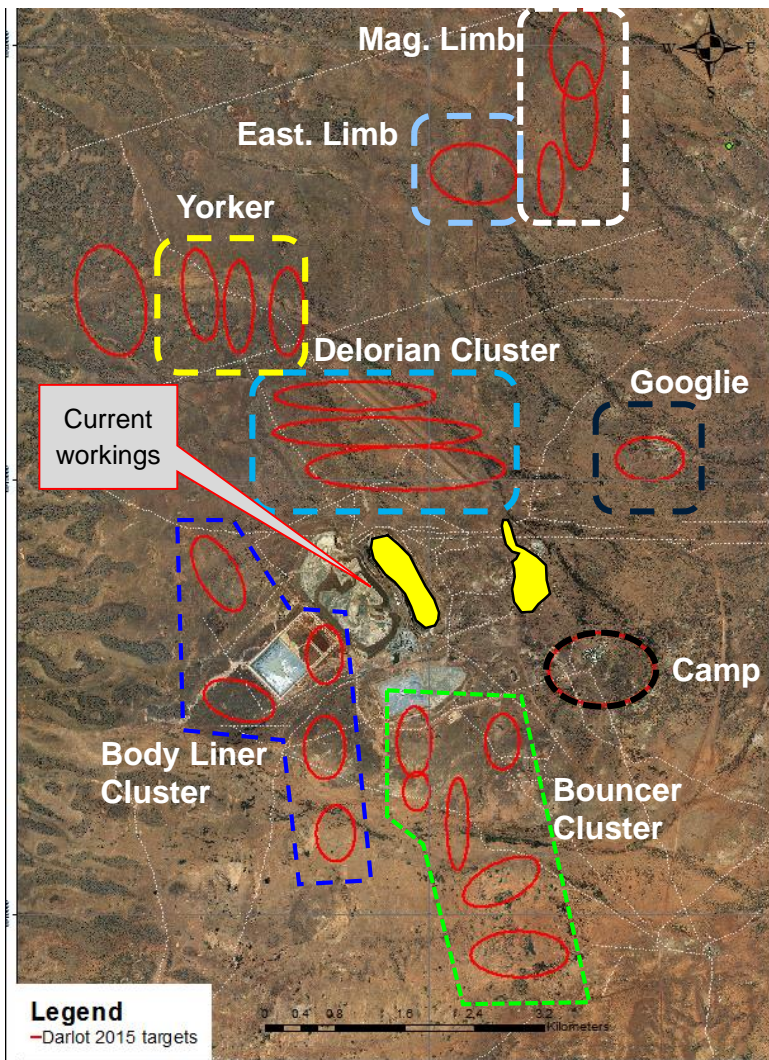 Mag. Limb
W
E
S
East. Limb
Yorker
Delorian Cluster
Googlie
Current
workings
Camp
Body Liner
Cluster
Bouncer
Cluster
Legend
Darlot 2015 targets
0 0.4 0.8 1.6 2.4 3.2
Kilometers